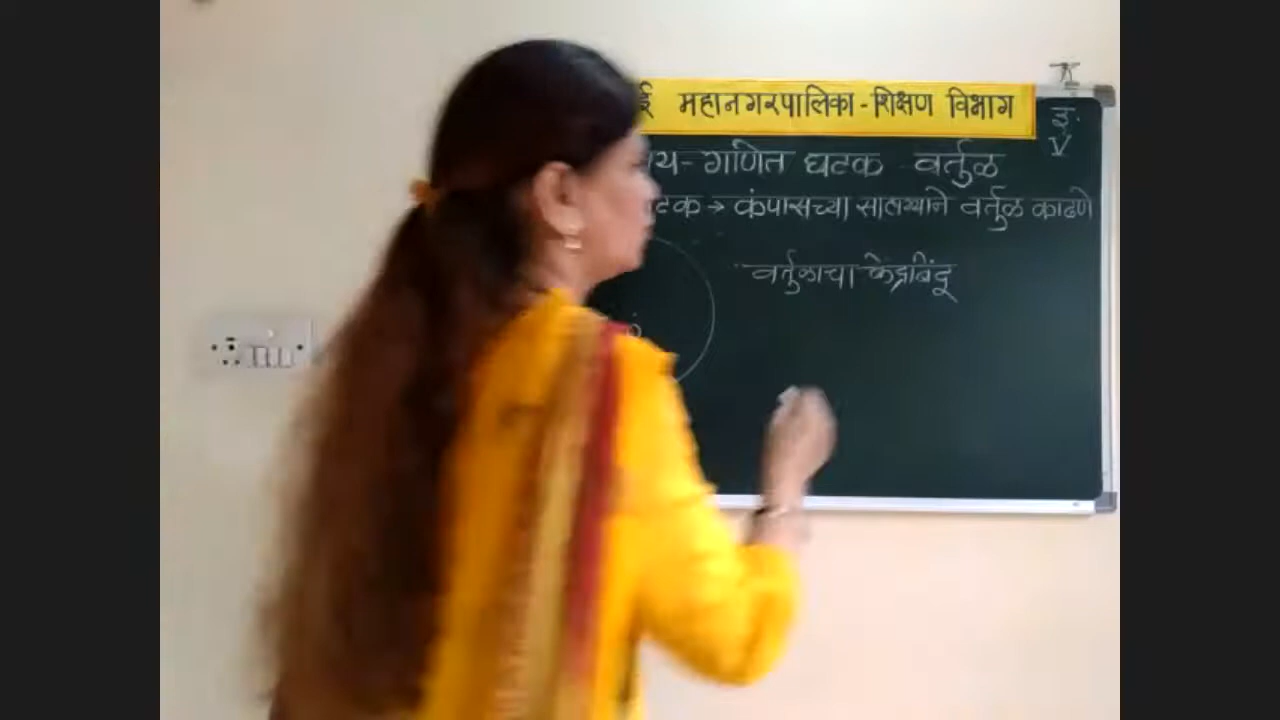 महानगरपालिका - शिक्षण विभाग
इ. V
गणित घटक - वर्तुळ
→ कंपासच्या साहाय्याने वर्तुळ काढणे
वर्तुळाचा केंद्रबिंदू